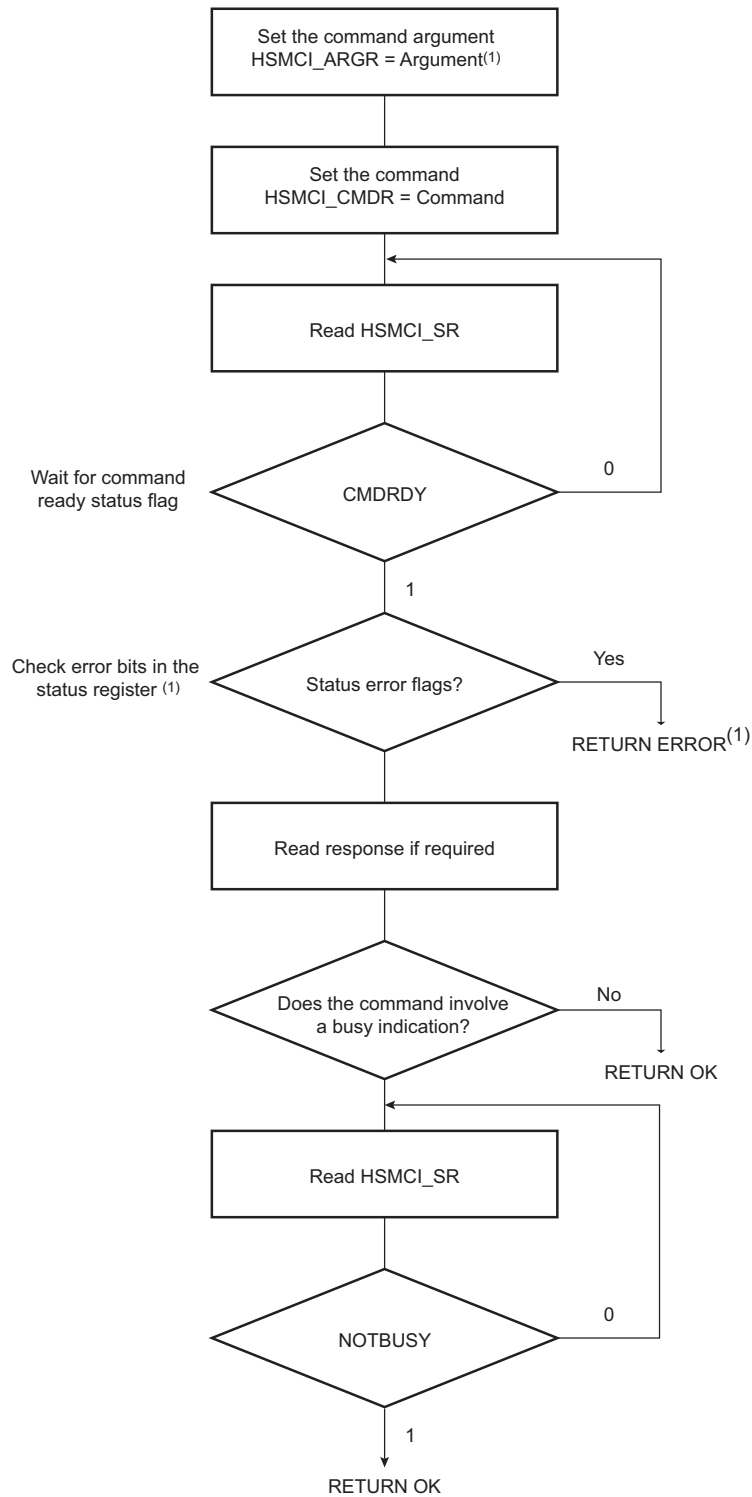 Set the command argument
HSMCI_ARGR = Argument(1)
Set the command
HSMCI_CMDR = Command
Read HSMCI_SR
Wait for command
ready status flag
CMDRDY
0
1
Check error bits in the
status register (1)
Status error flags?
Yes
RETURN ERROR(1)
Read response if required
Does the command involve
a busy indication?
No
RETURN OK
Read HSMCI_SR
NOTBUSY
0
1
RETURN OK